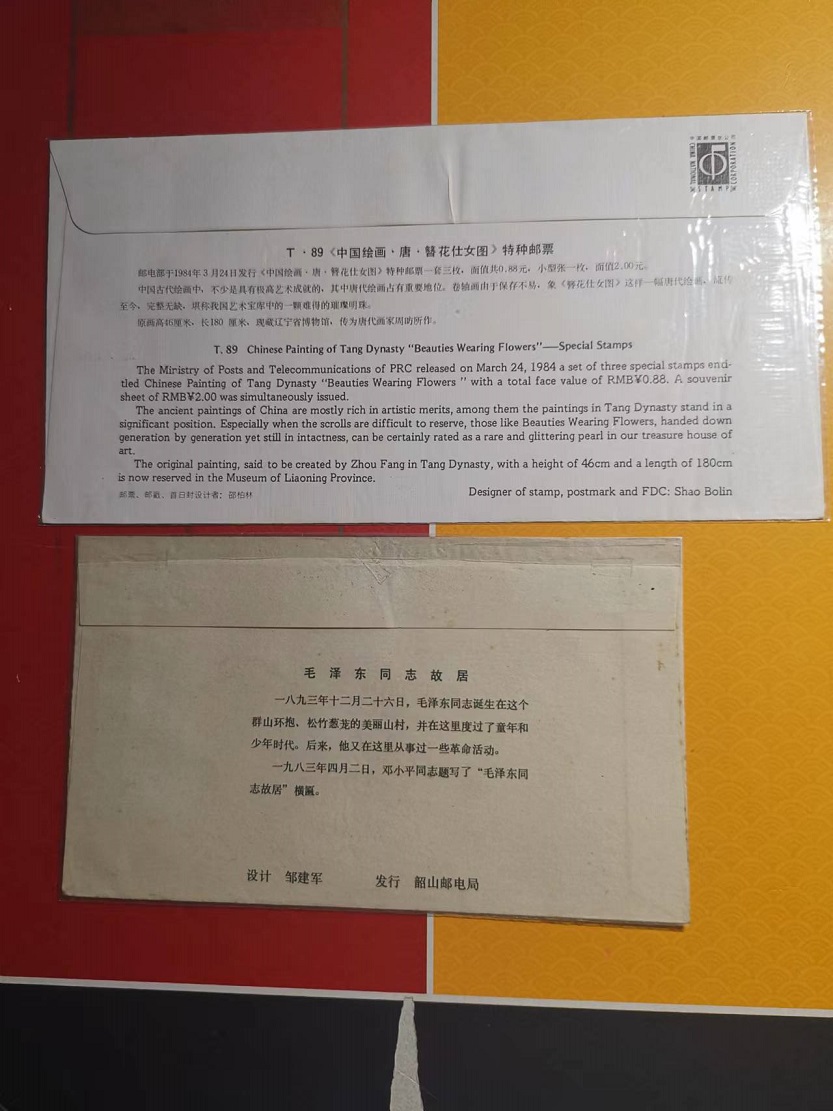 中国邮票总公司
CHINA NATIONAL
STAMP
CORPORATION
T·89《中国绘画·唐·簪花仕女图》特种邮票
邮电部于1984年3月24日发行《中国绘画·唐·簪花仕女图》特种邮票一套三枚，面值共0.88元，小型张一枚，面值2.00元。
中国古代绘画中，不少是具有极高艺术成就的，其中唐代绘画占有重要地位。卷轴画由于保存不易，象《簪花仕女图》这样一幅唐代绘画，流传
至今，完整无缺，堪称我国艺术宝库中的一颗难得的璀璨明珠。
原画高46厘米，长180 厘米，现藏辽宁省博物馆，传为唐代画家周昉所作。
T. 89 Chinese Painting of Tang Dynasty "Beauties Wearing Flowers"——Special Stamps
The Ministry of Posts and Telecommunications of PRC released on March 24, 1984 a set of three special stamps enti-
tled Chinese Painting of Tang Dynasty "Beauties Wearing Flowers " with a total face value of RMB¥0.88. A souvenir
sheet of RMB¥2.00 was simultaneously issued.
The ancient paintings of China are mostly rich in artistic merits, among them the paintings in Tang Dynasty stand in a
significant position. Especially when the scrolls are difficult to reserve, those like Beauties Wearing Flowers, handed down
generation by generation yet still in intactness, can be certainly rated as a rare and glittering pearl in our treasure house of
art.
The original painting, said to be created by Zhou Fang in Tang Dynasty, with a height of 46cm and a length of 180cm
is now reserved in the Museum of Liaoning Province.
邮票、邮戳、首日封设计者：邵柏林 Designer of stamp, postmark and FDC: Shao Bolin
毛泽东同志故居
一八九三年十二月二十六日，毛泽东同志诞生在这个
群山环抱、松竹葱茏的美丽山村，并在这里度过了童年和
少年时代。后来，他又在这里从事过一些革命活动。
一九八三年四月二日，邓小平同志题写了“毛泽东同
志故居”横匾。
设计 邹建军 发行 韶山邮电局